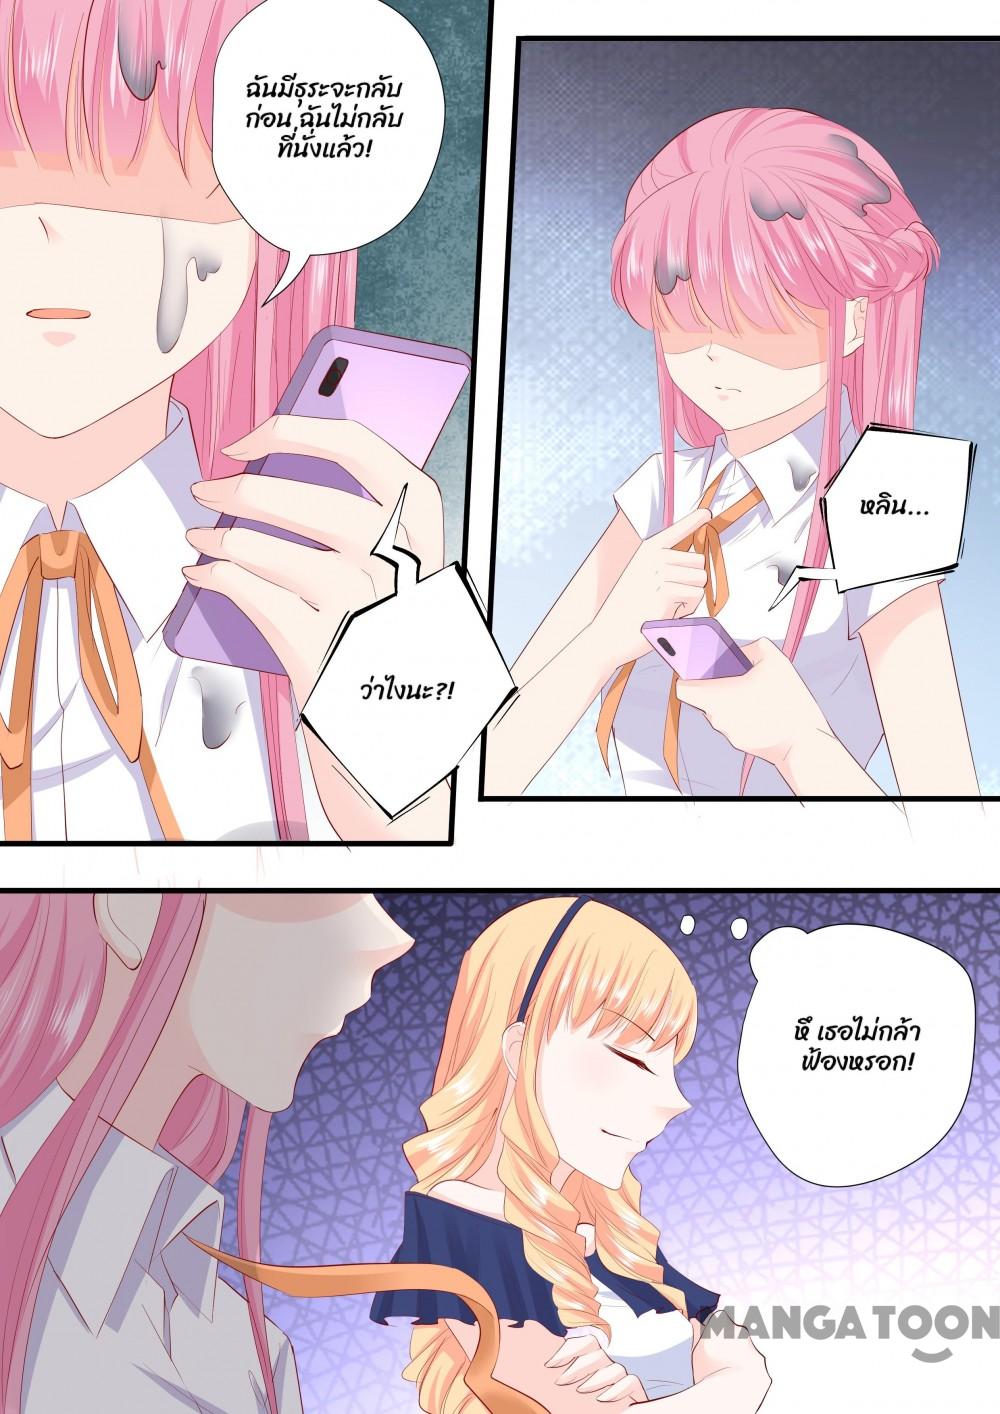 ฉันมีธุระจะกลับ
ก่อน ฉันไม่กลับ
ที่นั่งแล้ว!
ว่าไงนะ?!
หลิน...
หึ เธอไม่กล้า
ฟ้องหรอก!
MANGATOON